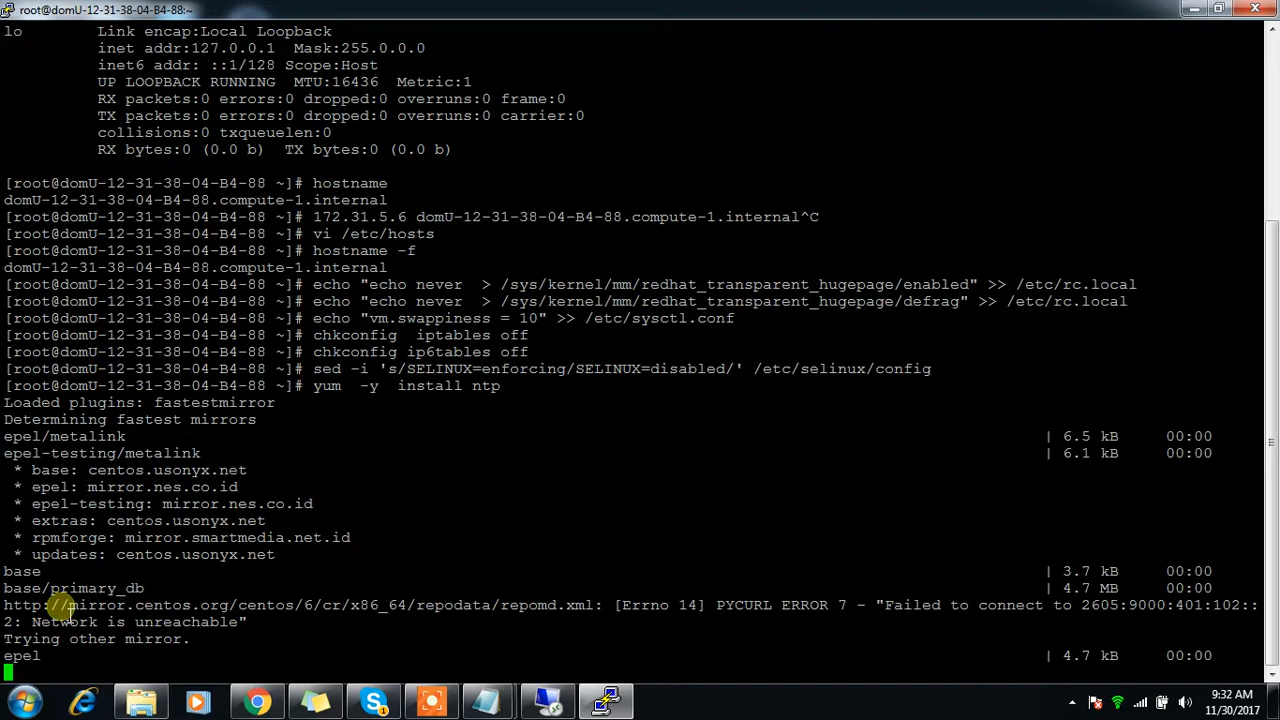 root@domU-12-31-38-04-B4-88:~
lo        Link encap:Local Loopback
          inet addr:127.0.0.1  Mask:255.0.0.0
          inet6 addr: ::1/128 Scope:Host
          UP LOOPBACK RUNNING  MTU:16436  Metric:1
          RX packets:0 errors:0 dropped:0 overruns:0 frame:0
          TX packets:0 errors:0 dropped:0 overruns:0 carrier:0
          collisions:0 txqueuelen:0
          RX bytes:0 (0.0 b)  TX bytes:0 (0.0 b)
[root@domU-12-31-38-04-B4-88 ~]# hostname
domU-12-31-38-04-B4-88.compute-1.internal
[root@domU-12-31-38-04-B4-88 ~]# 172.31.5.6 domU-12-31-38-04-B4-88.compute-1.internal^C
[root@domU-12-31-38-04-B4-88 ~]# vi /etc/hosts
[root@domU-12-31-38-04-B4-88 ~]# hostname -f
domU-12-31-38-04-B4-88.compute-1.internal
[root@domU-12-31-38-04-B4-88 ~]# echo "echo never  > /sys/kernel/mm/redhat_transparent_hugepage/enabled" >> /etc/rc.local
[root@domU-12-31-38-04-B4-88 ~]# echo "echo never  > /sys/kernel/mm/redhat_transparent_hugepage/defrag" >> /etc/rc.local
[root@domU-12-31-38-04-B4-88 ~]# echo "vm.swappiness = 10" >> /etc/sysctl.conf
[root@domU-12-31-38-04-B4-88 ~]# chkconfig  iptables off
[root@domU-12-31-38-04-B4-88 ~]# chkconfig ip6tables off
[root@domU-12-31-38-04-B4-88 ~]# sed -i 's/SELINUX=enforcing/SELINUX=disabled/' /etc/selinux/config
[root@domU-12-31-38-04-B4-88 ~]# yum  -y  install ntp
Loaded plugins: fastestmirror
Determining fastest mirrors
epel/metalink | 6.5 kB     00:00
epel-testing/metalink | 6.1 kB     00:00
 * base: centos.usonyx.net
 * epel: mirror.nes.co.id
 * epel-testing: mirror.nes.co.id
 * extras: centos.usonyx.net
 * rpmforge: mirror.smartmedia.net.id
 * updates: centos.usonyx.net
base | 3.7 kB     00:00
base/primary_db | 4.7 MB     00:00
http://mirror.centos.org/centos/6/cr/x86_64/repodata/repomd.xml: [Errno 14] PYCURL ERROR 7 - "Failed to connect to 2605:9000:401:102::
2: Network is unreachable"
Trying other mirror.
epel | 4.7 kB     00:00
9:32 AM
11/30/2017